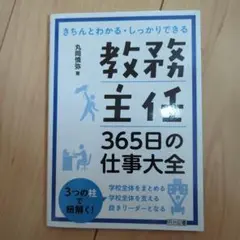 きちんとわかる・しっかりできる
丸岡慎弥 著
教務
主任
365日の
仕事大全
3つの柱
で
紐解く!
学校全体をまとめる
学校全体を支える
若きリーダーとなる